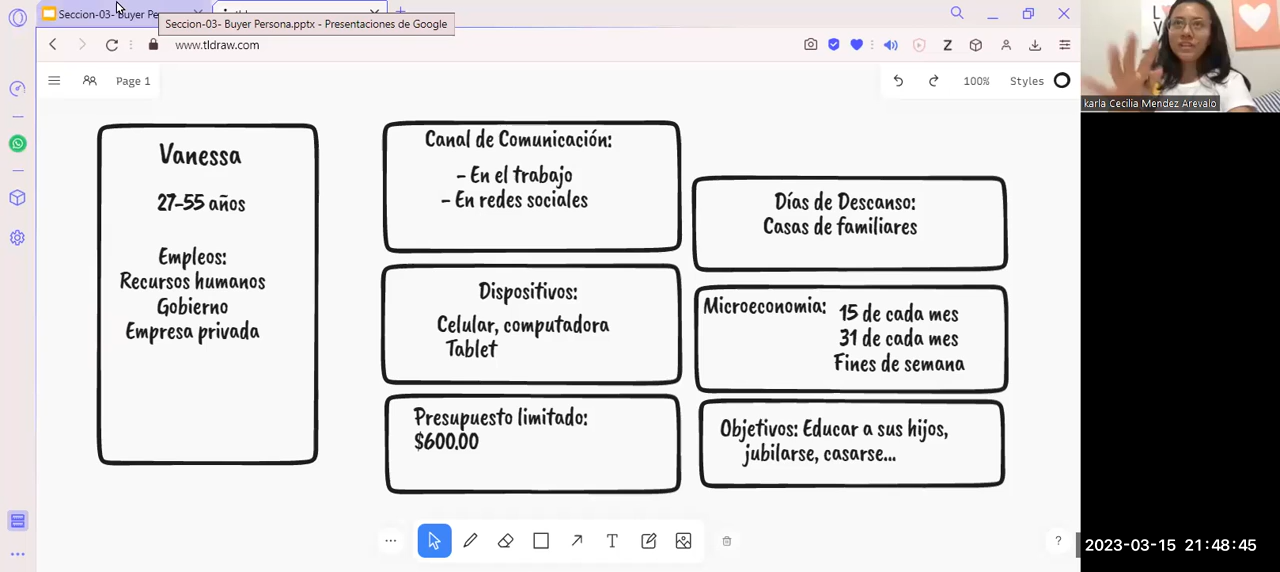 Seccion-03- Buyer Pe
Seccion-03- Buyer Persona.pptx - Presentaciones de Google
www.tldraw.com
Page 1
100%
Styles
karla Cecilia Mendez Arevalo
Vanessa
27-55 años
Empleos:
Recursos humanos
Gobierno
Empresa privada
Canal de Comunicación:
- En el trabajo
- En redes sociales
Dispositivos:
Celular, computadora
Tablet
Presupuesto limitado:
$600.00
Días de Descanso:
Casas de familiares
Microeconomia:
15 de cada mes
31 de cada mes
Fines de semana
Objetivos: Educar a sus hijos,
jubilarse, casarse...
2023-03-15 21:48:45